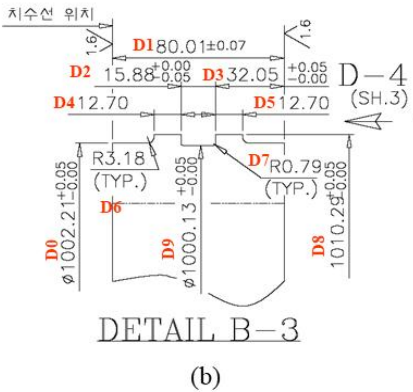 치수선 위치
1.6
1.6
D1 80.01±0.07
D2 15.88 +0.00 -0.05 D3 32.05 +0.05 -0.00
D-4
(SH.3)
D4 12.70 D5 12.70
R3.18
(TYP.)
D7
R0.79
(TYP.)
D6
D0 ø1002.21 +0.05 -0.00
D9 ø1000.13 +0.05 -0.00
D8 1010.29 +0.05 -0.00
DETAIL B-3
(b)